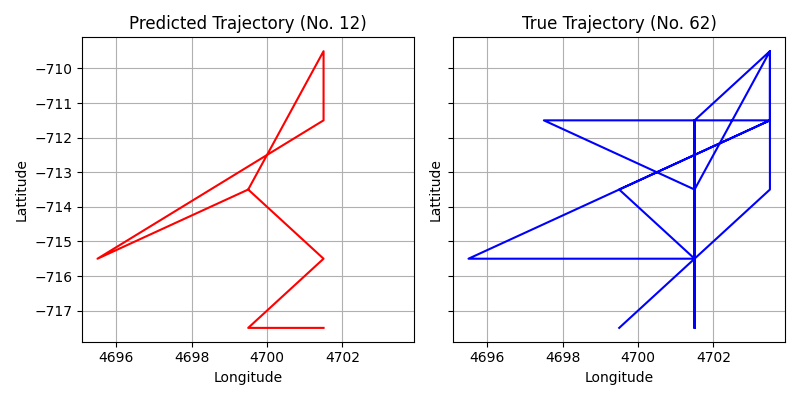 Predicted Trajectory (No. 12)
True Trajectory (No. 62)
Lattitude
−710
−711
−712
−713
−714
−715
−716
−717
4696
4698
4700
4702
Longitude
Lattitude
4696
4698
4700
4702
Longitude